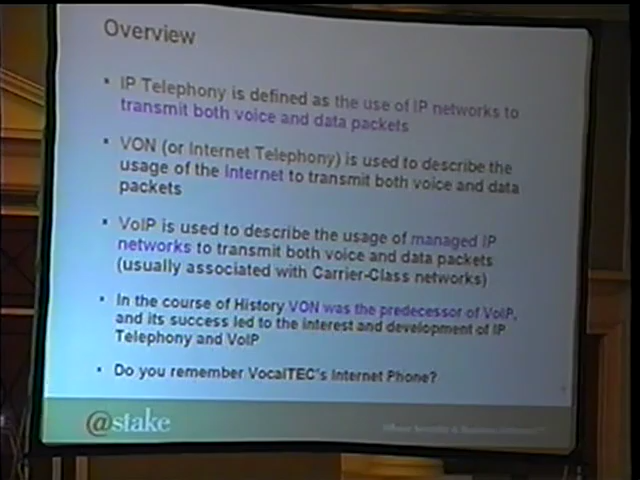 Overview
▪ IP Telephony is defined as the use of IP networks to
transmit both voice and data packets
▪ VON (or Internet Telephony) is used to describe the
usage of the Internet to transmit both voice and data
packets
▪ VoIP is used to describe the usage of managed IP
networks to transmit both voice and data packets
(usually associated with Carrier-Class networks)
▪ In the course of History VON was the predecessor of VoIP,
and its success led to the interest and development of IP
Telephony and VoIP
▪ Do you remember VocalTEC's Internet Phone?
@stake
Where Security & Business Intersect